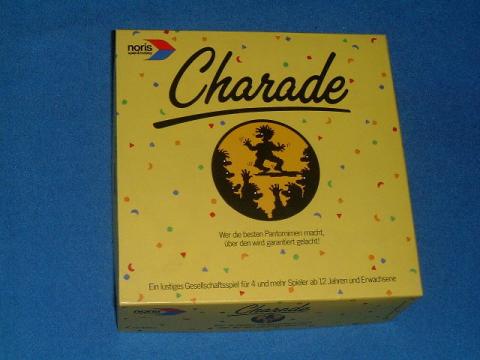 noris
Charade
Wer die besten Pantomimen macht,
über den wird garantiert gelacht!
Ein lustiges Gesellschaftsspiel für 4 und mehr Spieler ab 12 Jahren und Erwachsene
noris
Charade